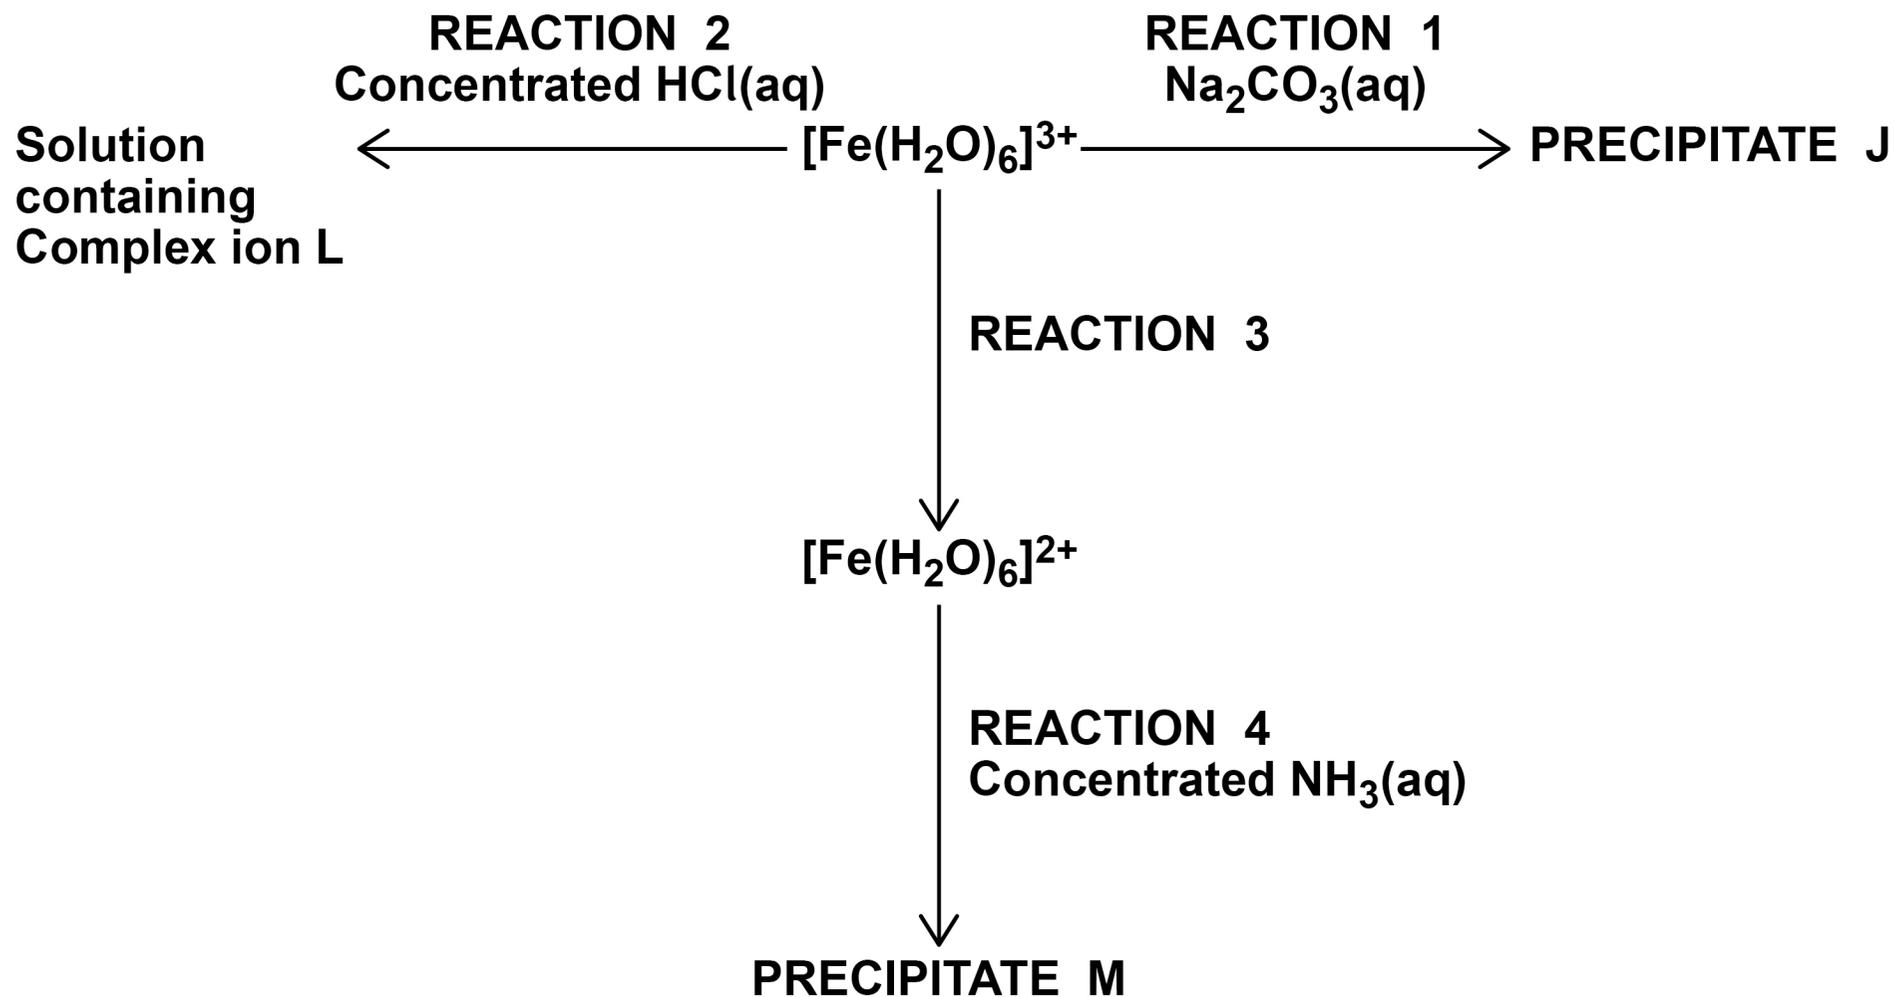 REACTION 2
Concentrated HCl(aq)
REACTION 1
Na₂CO₃(aq)
Solution
containing
Complex ion L
[Fe(H₂O)₆]³⁺
PRECIPITATE J
REACTION 3
[Fe(H₂O)₆]²⁺
REACTION 4
Concentrated NH₃(aq)
PRECIPITATE M